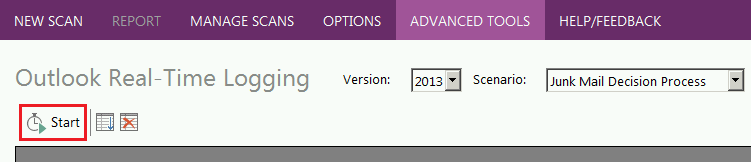 NEW SCAN REPORT MANAGE SCANS OPTIONS ADVANCED TOOLS HELP/FEEDBACK
Outlook Real-Time Logging Version: 2013 Scenario: Junk Mail Decision Process
Start